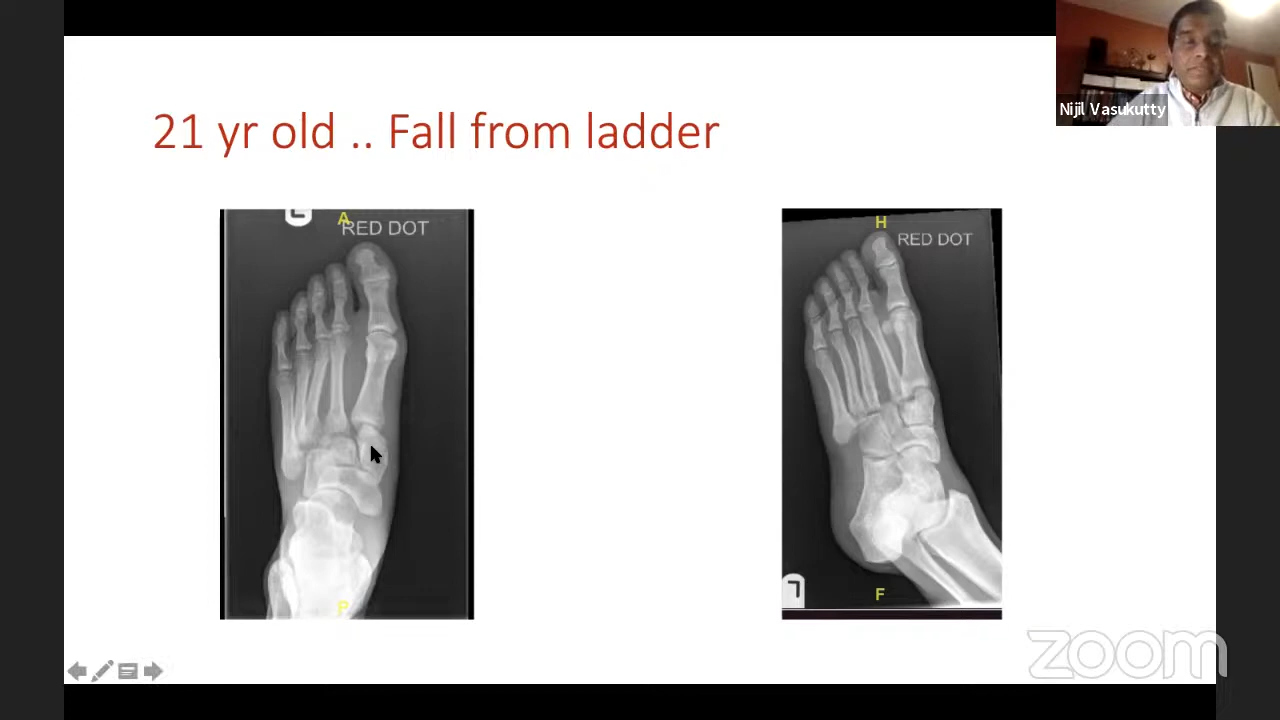 Nijil Vasukutty
21 yr old .. Fall from ladder
A
RED DOT
H
RED DOT
L
P
F
zoom